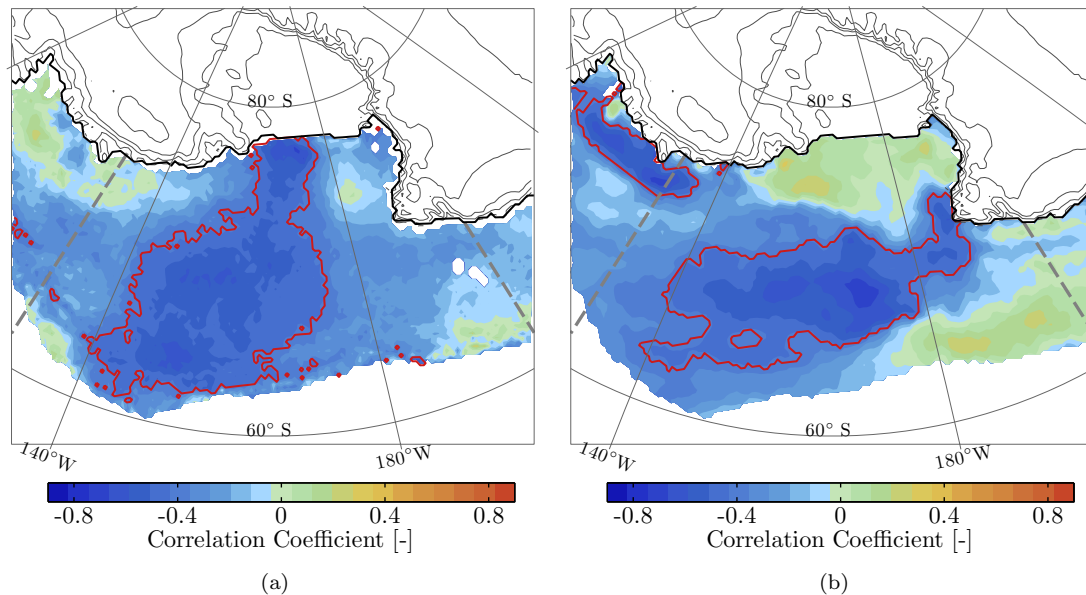 80° S 80° S
60° S 60° S
140°W 180°W 140°W 180°W
-0.8 -0.4 0 0.4 0.8 -0.8 -0.4 0 0.4 0.8
Correlation Coefficient [-] Correlation Coefficient [-]
(a) (b)